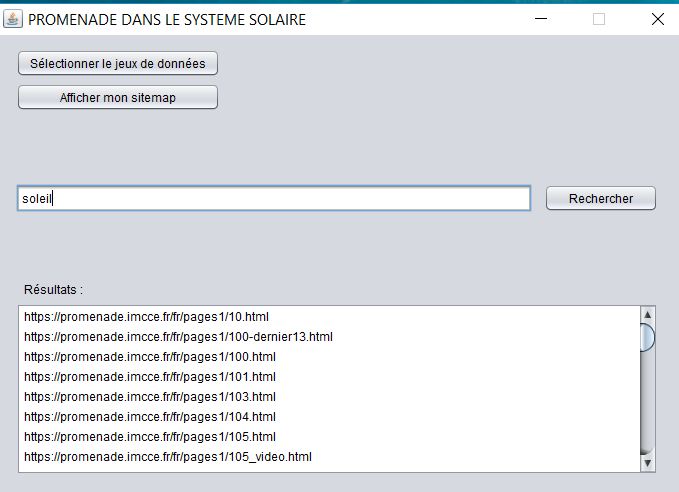 PROMENADE DANS LE SYSTEME SOLAIRE
Sélectionner le jeux de données
Afficher mon sitemap
soleil
Rechercher
Résultats :
https://promenade.imcce.fr/fr/pages1/10.html
https://promenade.imcce.fr/fr/pages1/100-dernier13.html
https://promenade.imcce.fr/fr/pages1/100.html
https://promenade.imcce.fr/fr/pages1/101.html
https://promenade.imcce.fr/fr/pages1/103.html
https://promenade.imcce.fr/fr/pages1/104.html
https://promenade.imcce.fr/fr/pages1/105.html
https://promenade.imcce.fr/fr/pages1/105_video.html